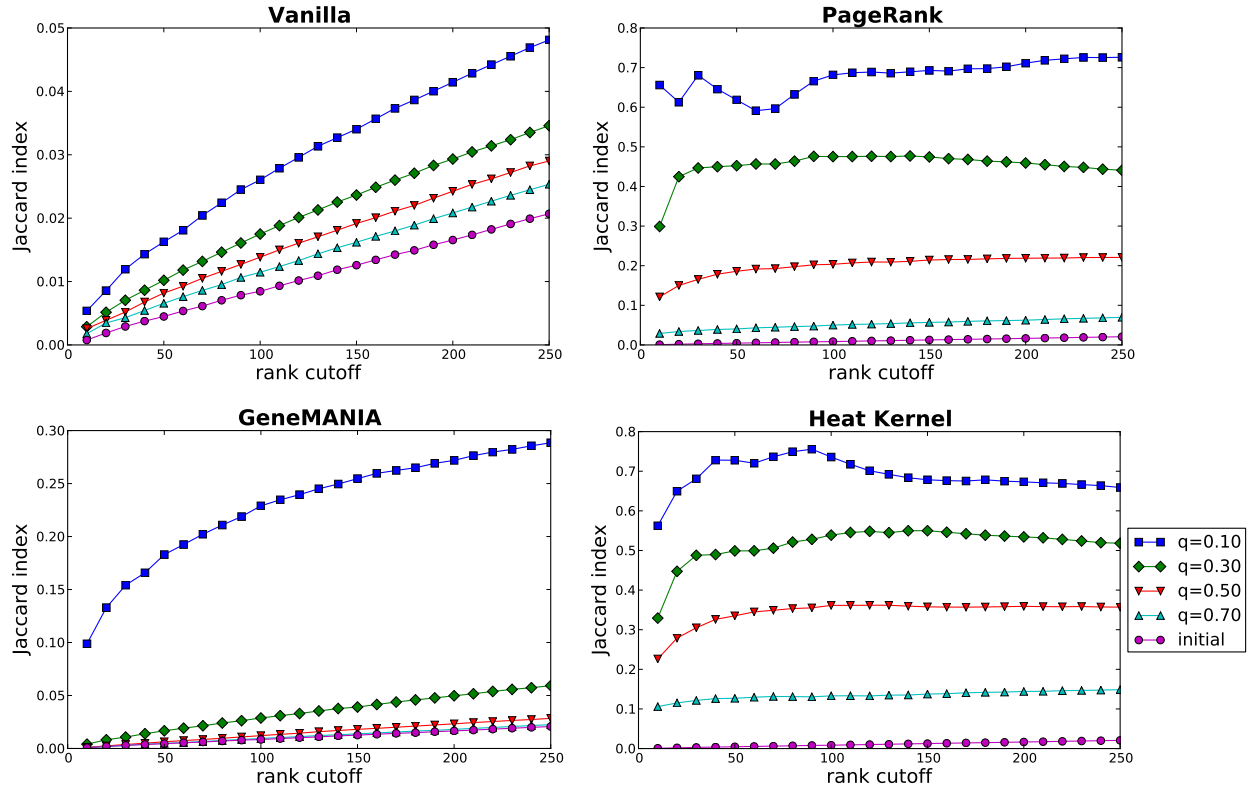 Vanilla
Jaccard index
0.05
0.04
0.03
0.02
0.01
0.00
0 50 100 150 200 250
rank cutoff
PageRank
Jaccard index
0.8
0.7
0.6
0.5
0.4
0.3
0.2
0.1
0.0
0 50 100 150 200 250
rank cutoff
GeneMANIA
Jaccard index
0.30
0.25
0.20
0.15
0.10
0.05
0.00
0 50 100 150 200 250
rank cutoff
Heat Kernel
Jaccard index
0.8
0.7
0.6
0.5
0.4
0.3
0.2
0.1
0.0
0 50 100 150 200 250
rank cutoff
q=0.10
q=0.30
q=0.50
q=0.70
initial